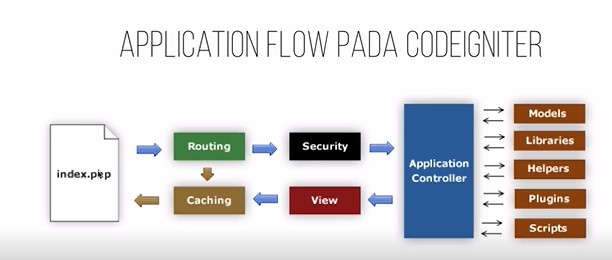 APPLICATION FLOW PADA CODEIGNITER
index.php
Routing
Security
Caching
View
Application
Controller
Models
Libraries
Helpers
Plugins
Scripts